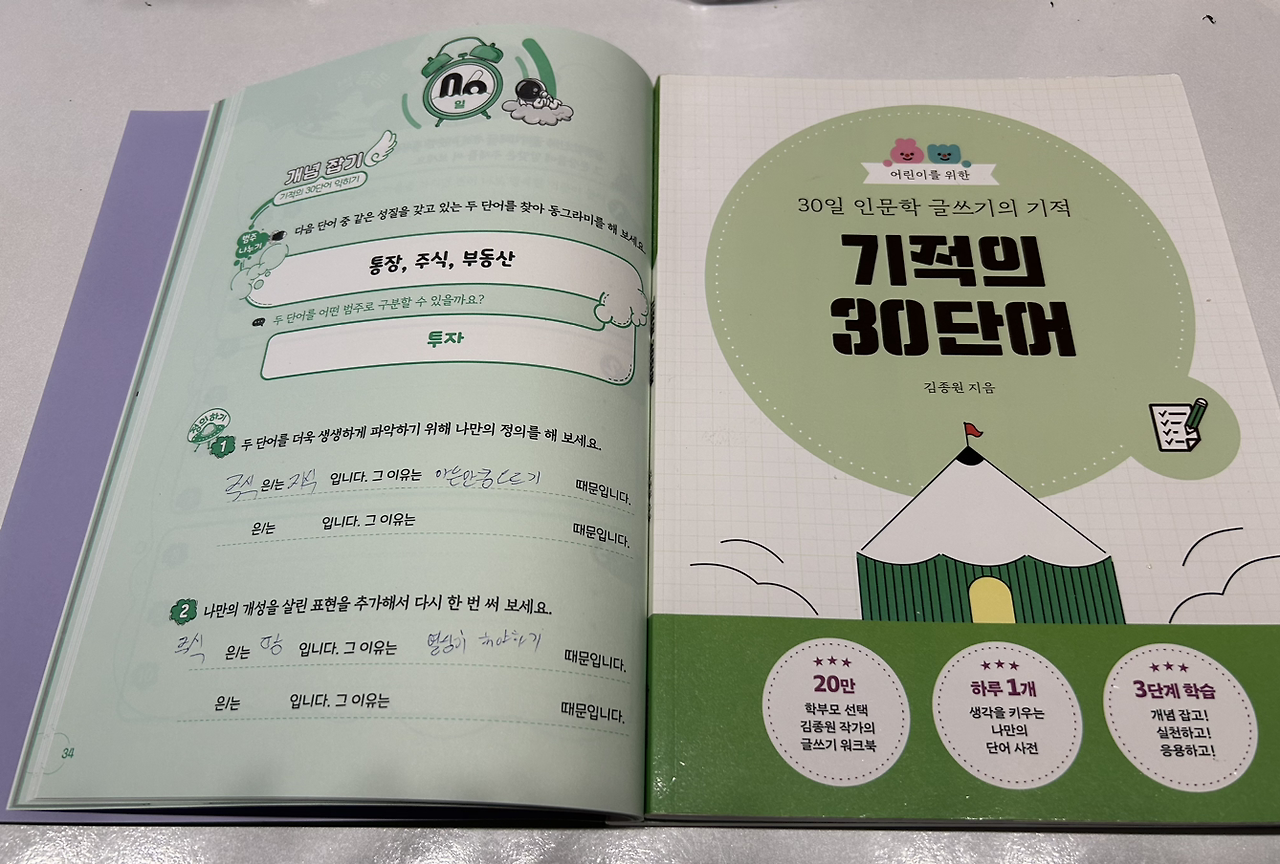 06
일
개념 잡기
기적의 30단어 익히기
범주
나누기
다음 단어 중 같은 성질을 갖고 있는 두 단어를 찾아 동그라미를 해 보세요.
통장, 주식, 부동산
두 단어를 어떤 범주로 구분할 수 있을까요?
투자
정의하기
1 두 단어를 더욱 생생하게 파악하기 위해 나만의 정의를 해 보세요.
주식 은/는 지식 입니다. 그 이유는 아는만큼 때문입니다.
은/는 입니다. 그 이유는 때문입니다.
2 나만의 개성을 살린 표현을 추가해서 다시 한 번 써 보세요.
주식 은/는 입니다. 그 이유는 열심히 해야하기 때문입니다.
은/는 입니다. 그 이유는 때문입니다.
34
어린이를 위한
30일 인문학 글쓰기의 기적
기적의
30단어
김종원 지음
20만
학부모 선택
김종원 작가의
글쓰기 워크북
하루 1개
생각을 키우는
나만의
단어 사전
3단계 학습
개념 잡고!
실천하고!
응용하고!